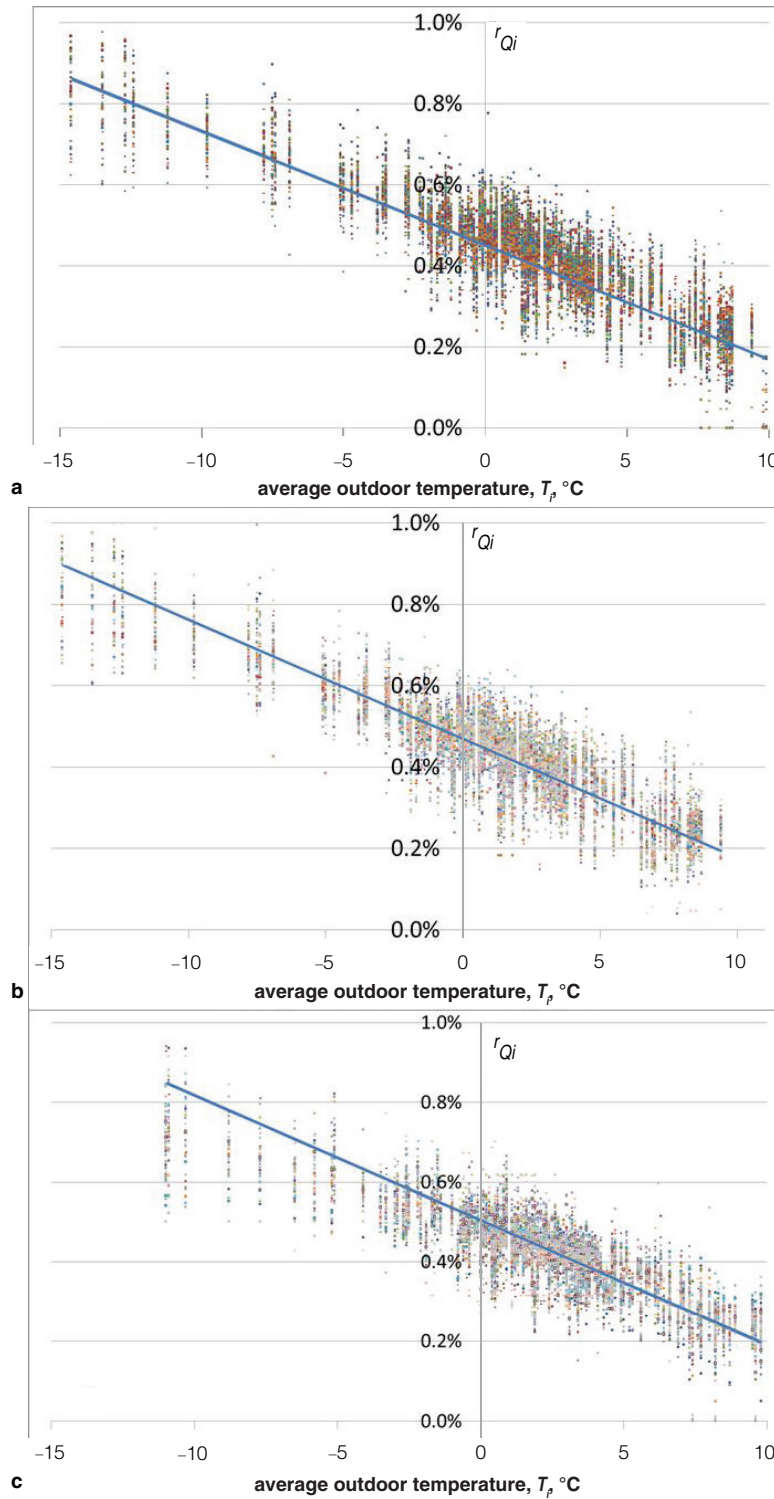 1.0%
r_Qi
0.8%
0.6%
0.4%
0.2%
0.0%
−15 −10 −5 0 5 10
a average outdoor temperature, T_i, °C
1.0%
r_Qi
0.8%
0.6%
0.4%
0.2%
0.0%
−15 −10 −5 0 5 10
b average outdoor temperature, T_i, °C
1.0%
r_Qi
0.8%
0.6%
0.4%
0.2%
0.0%
−15 −10 −5 0 5 10
c average outdoor temperature, T_i, °C